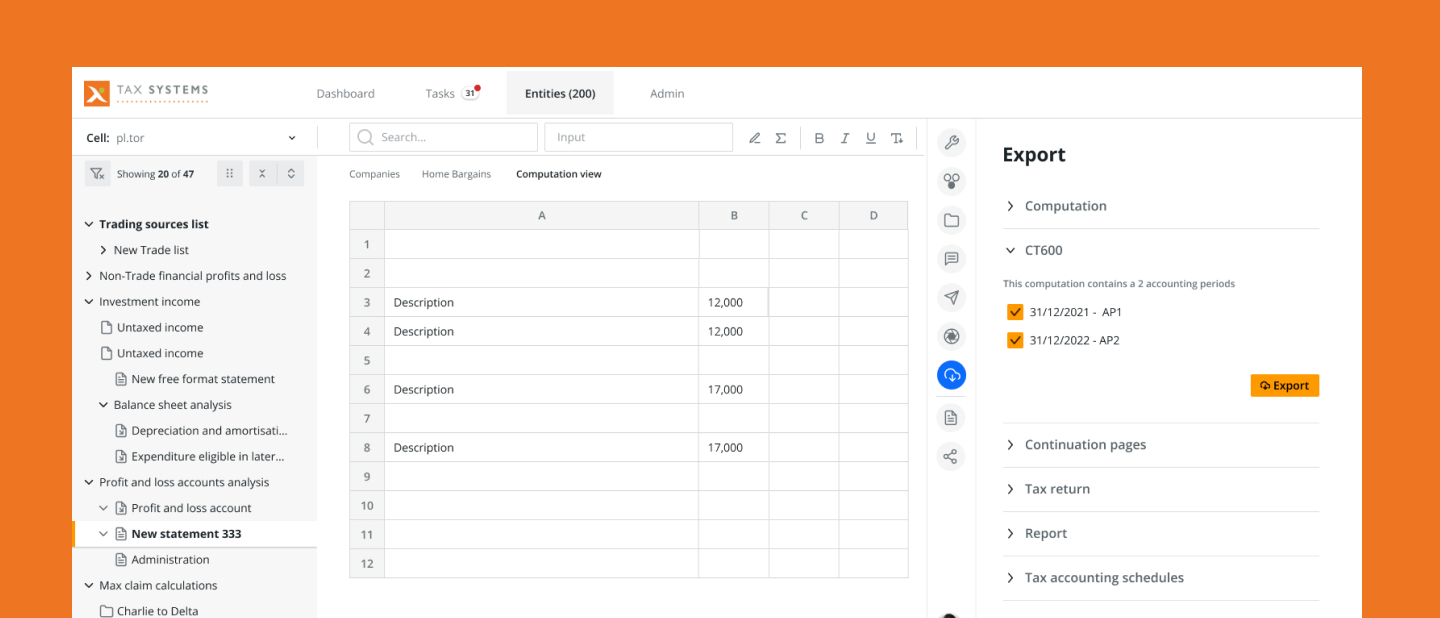 TAX SYSTEMS
Dashboard
Tasks 31
Entities (200)
Admin
Cell: pl.tor
Search...
Input
B I U T
Showing 20 of 47
Trading sources list
New Trade list
Non-Trade financial profits and loss
Investment income
Untaxed income
Untaxed income
New free format statement
Balance sheet analysis
Depreciation and amortisati...
Expenditure eligible in later...
Profit and loss accounts analysis
Profit and loss account
New statement 333
Administration
Max claim calculations
Charlie to Delta
Companies
Home Bargains
Computation view
A B C D
1
2
3 Description 12,000
4 Description 12,000
5
6 Description 17,000
7
8 Description 17,000
9
10
11
12
Export
Computation
CT600
This computation contains a 2 accounting periods
31/12/2021 - AP1
31/12/2022 - AP2
Export
Continuation pages
Tax return
Report
Tax accounting schedules